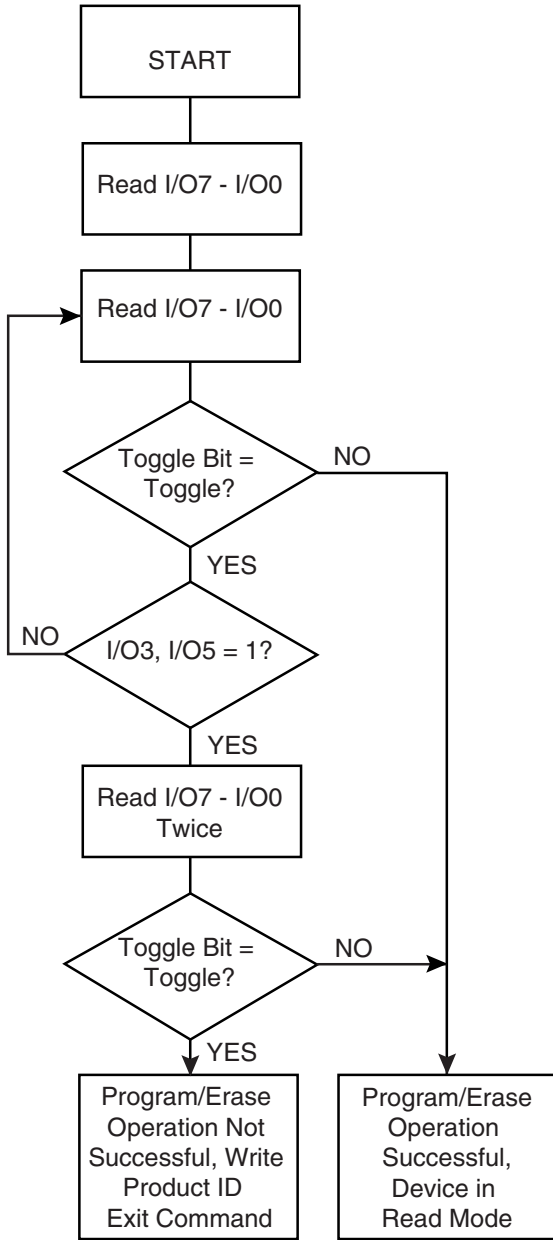 START
Read I/O7 - I/O0
Read I/O7 - I/O0
Toggle Bit =
Toggle?
NO
YES
NO
I/O3, I/O5 = 1?
YES
Read I/O7 - I/O0
Twice
Toggle Bit =
Toggle?
NO
YES
Program/Erase
Operation Not
Successful, Write
Product ID
Exit Command
Program/Erase
Operation
Successful,
Device in
Read Mode